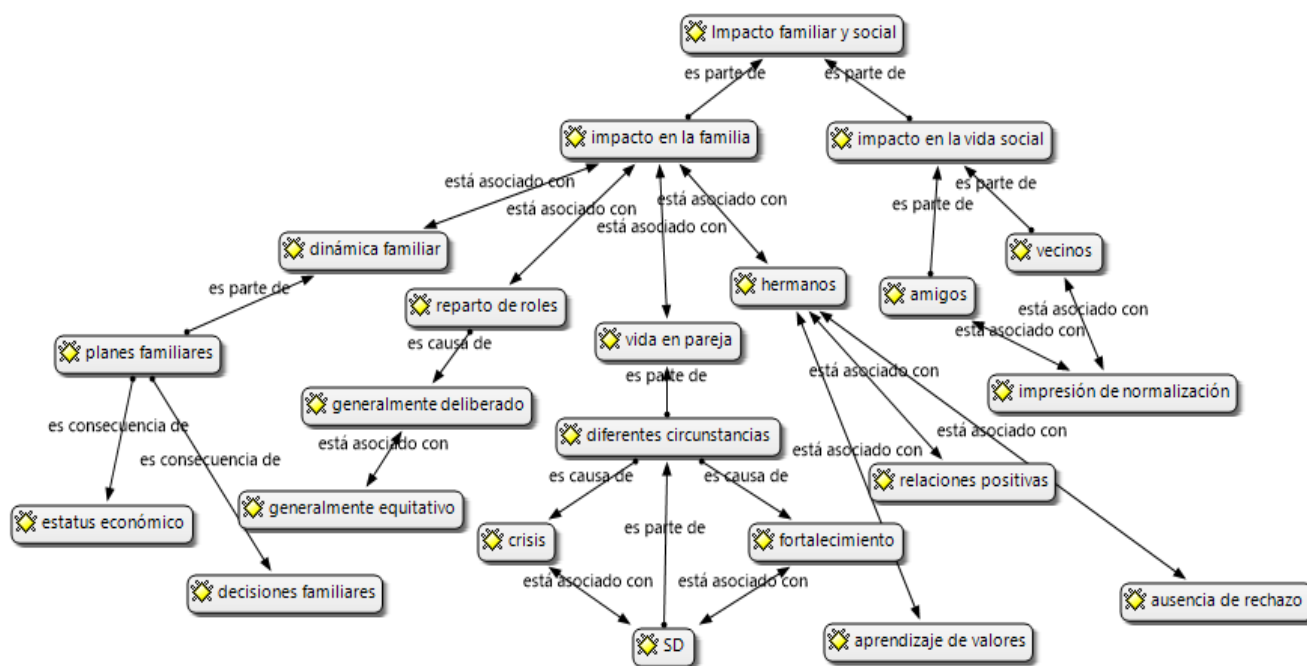 Impacto familiar y social
es parte de
es parte de
impacto en la familia
impacto en la vida social
está asociado con
está asociado con
está asociado con
está asociado con
es parte de
es parte de
dinámica familiar
vecinos
hermanos
amigos
es parte de
reparto de roles
está asociado con
está asociado con
planes familiares
es causa de
vida en pareja
está asociado con
es parte de
impresión de normalización
generalmente deliberado
es consecuencia de
diferentes circunstancias
está asociado con
está asociado con
está asociado con
es consecuencia de
es causa de
es causa de
relaciones positivas
estatus económico
generalmente equitativo
es parte de
crisis
fortalecimiento
está asociado con
está asociado con
decisiones familiares
ausencia de rechazo
SD
aprendizaje de valores